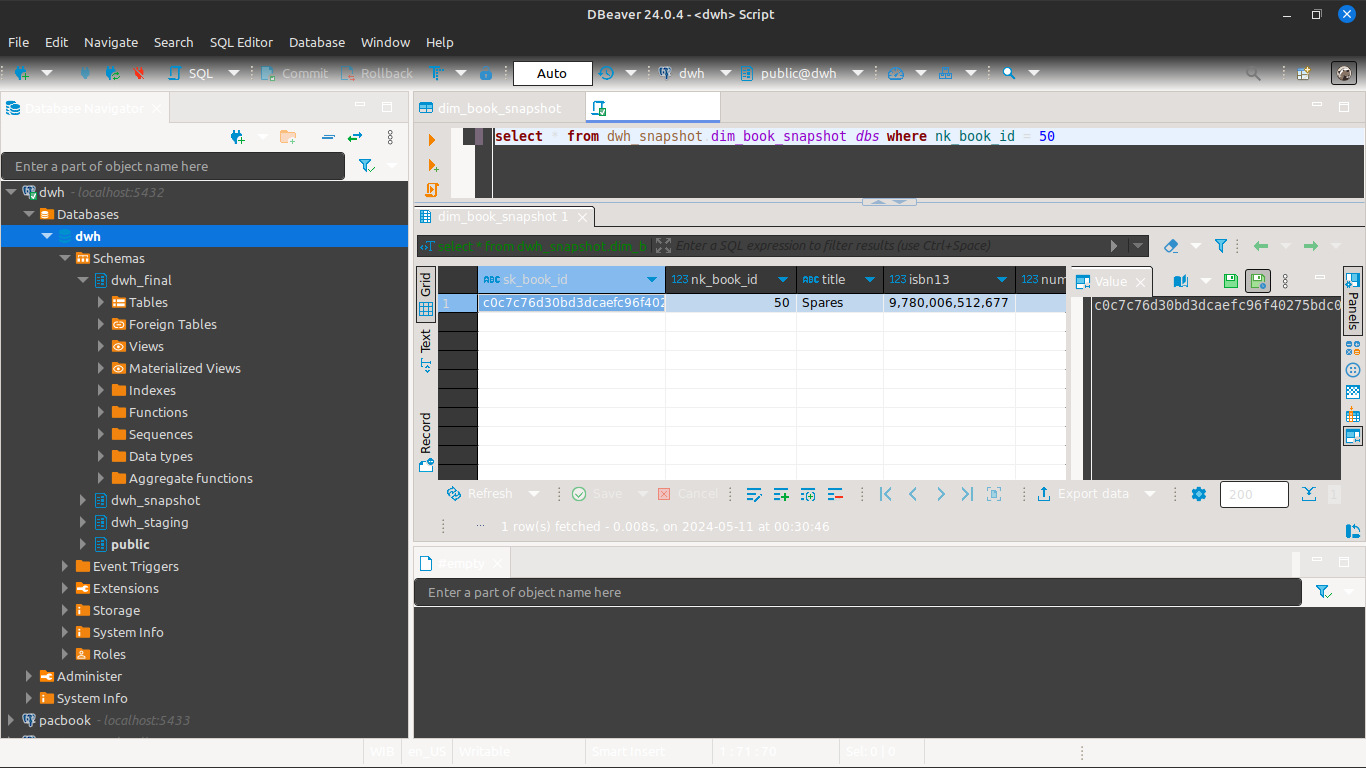 DBeaver 24.0.4 - <dwh> Script
File Edit Navigate Search SQL Editor Database Window Help
SQL Commit Rollback Auto dwh public@dwh
Database Navigator
Enter a part of object name here
dwh - localhost:5432
Databases
dwh
Schemas
dwh_final
Tables
Foreign Tables
Views
Materialized Views
Indexes
Functions
Sequences
Data types
Aggregate functions
dwh_snapshot
dwh_staging
public
Event Triggers
Extensions
Storage
System Info
Roles
Administer
System Info
pacbook - localhost:5433
dim_book_snapshot
select * from dwh_snapshot.dim_book_snapshot dbs where nk_book_id = 50
dim_book_snapshot 1
select * from dwh_snapshot.dim_b Enter a SQL expression to filter results (use Ctrl+Space)
Grid
Text
Record
ABC sk_book_id 123 nk_book_id ABC title 123 isbn13 123 num
1 c0c7c76d30bd3dcaefc96f402 50 Spares 9,780,006,512,677
Value
c0c7c76d30bd3dcaefc96f40275bdc0
Panels
Refresh Save Cancel Export data 200
1 row(s) fetched - 0.008s, on 2024-05-11 at 00:30:46
Enter a part of object name here
WIB en_US Writable Smart Insert 1 : 71 : 70 Sel: 0 | 0